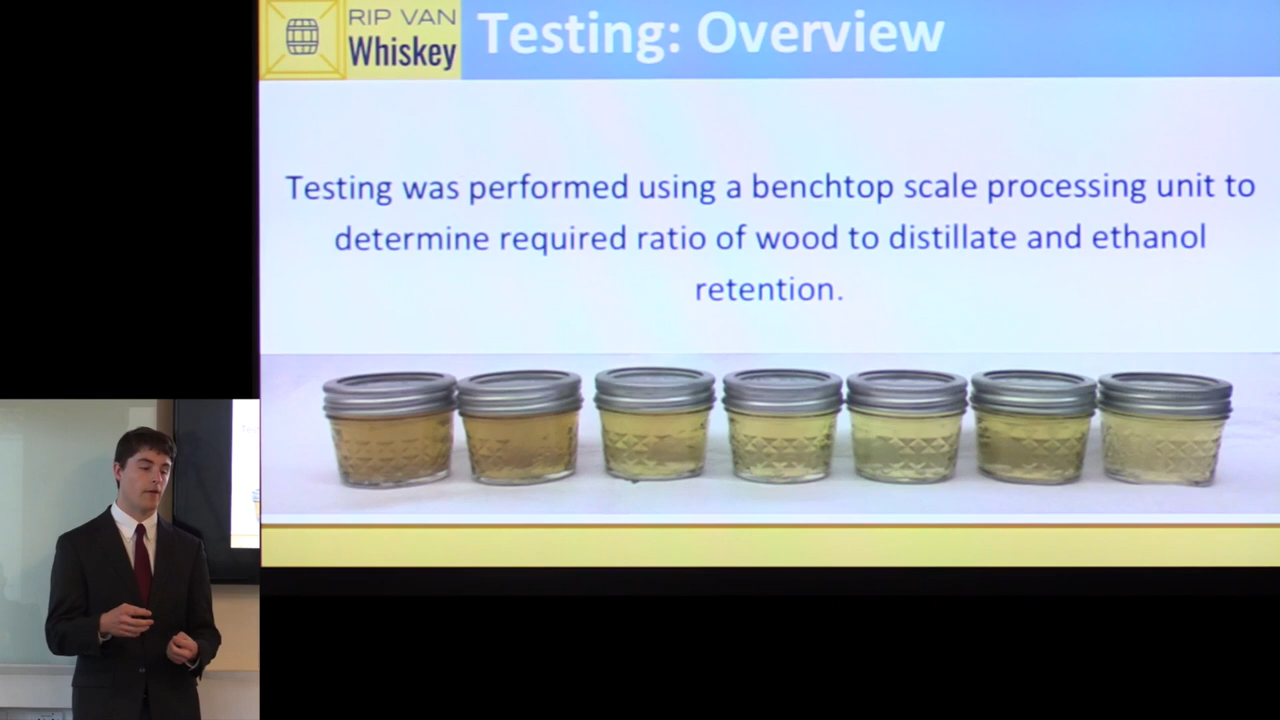 RIP VAN
Whiskey
Testing: Overview
Testing was performed using a benchtop scale processing unit to
determine required ratio of wood to distillate and ethanol
retention.